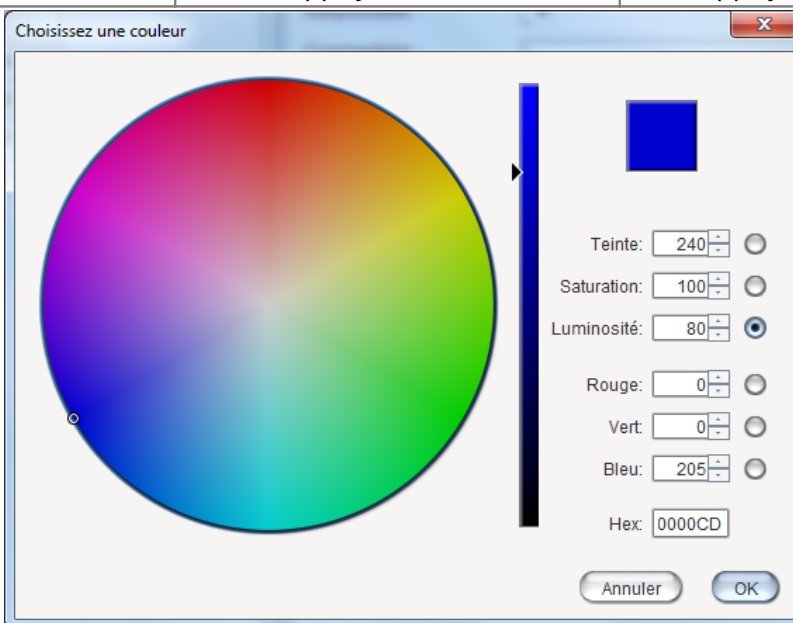 Choisissez une couleur
Teinte: 240
Saturation: 100
Luminosité: 80
Rouge: 0
Vert: 0
Bleu: 205
Hex: 0000CD
Annuler OK